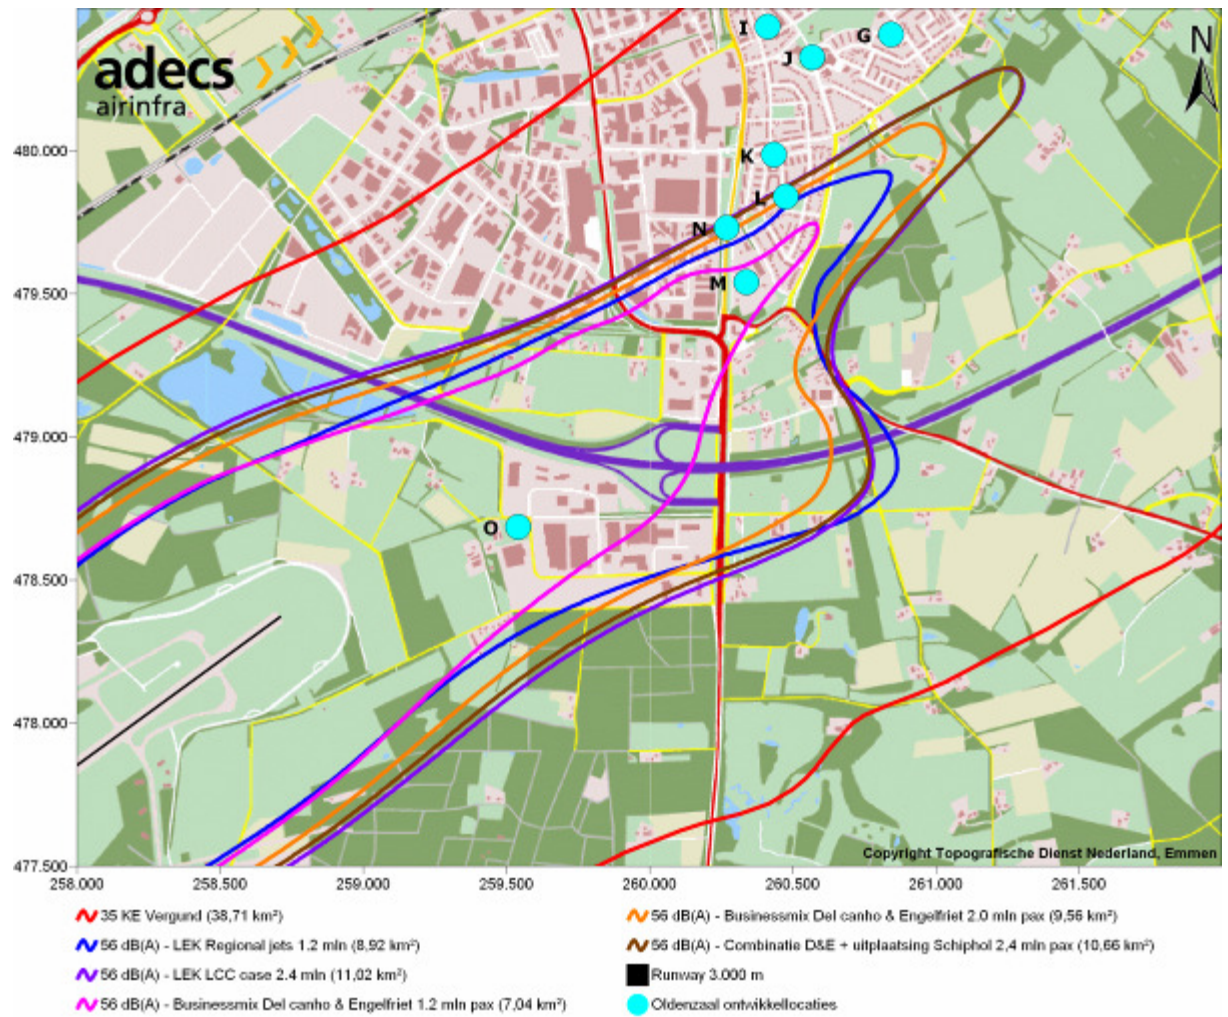 adecs
airinfra
N
I
G
J
K
L
N
M
O
480.000
479.500
479.000
478.500
478.000
477.500
Copyright Topografische Dienst Nederland, Emmen
258.000 258.500 259.000 259.500 260.000 260.500 261.000 261.500
35 KE Vergund (38,71 km²)
56 dB(A) - LEK Regional jets 1.2 mln (8,92 km²)
56 dB(A) - LEK LCC case 2.4 mln (11,02 km²)
56 dB(A) - Businessmix Del canho & Engelfriet 1.2 mln pax (7,04 km²)
56 dB(A) - Businessmix Del canho & Engelfriet 2.0 mln pax (9,56 km²)
56 dB(A) - Combinatie D&E + uitplaatsing Schiphol 2,4 mln pax (10,66 km²)
Runway 3.000 m
Oldenzaal ontwikkellocaties